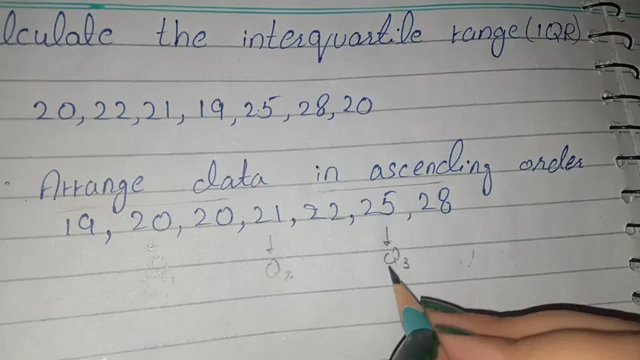 lculate the interquartile range (IQR)
20, 22, 21, 19, 25, 28, 20
Arrange data in ascending order
19, 20, 20, 21, 22, 25, 28
Q2 Q3